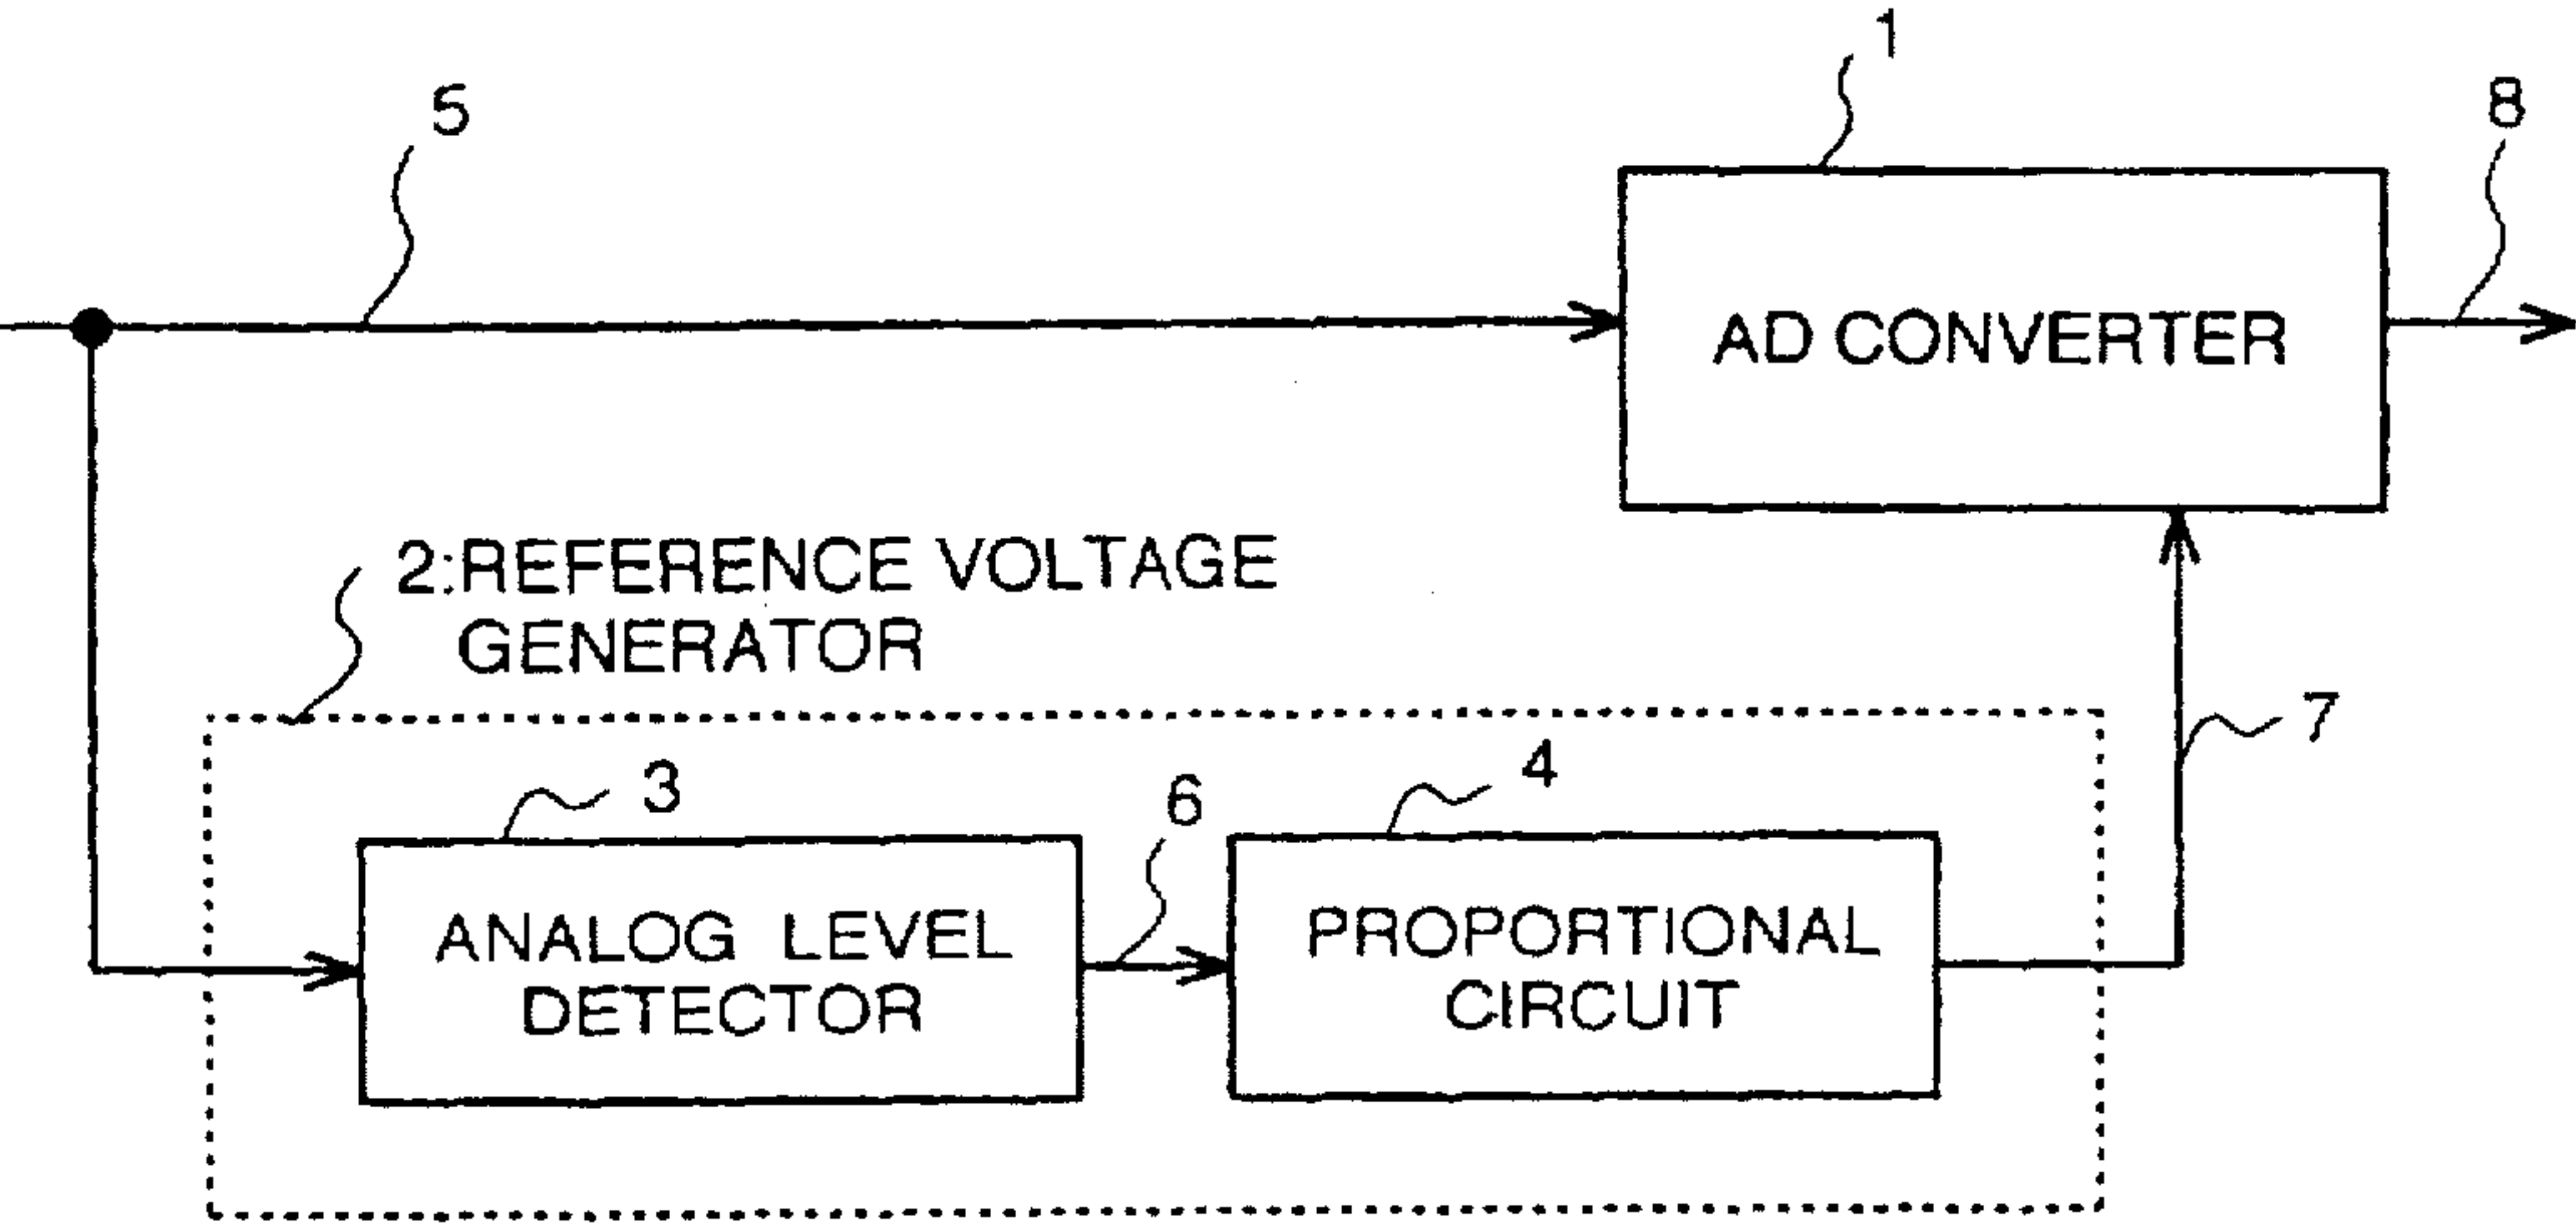 1
5
8
AD CONVERTER
2:REFERENCE VOLTAGE
GENERATOR
7
3
4
6
ANALOG LEVEL
DETECTOR
PROPORTIONAL
CIRCUIT